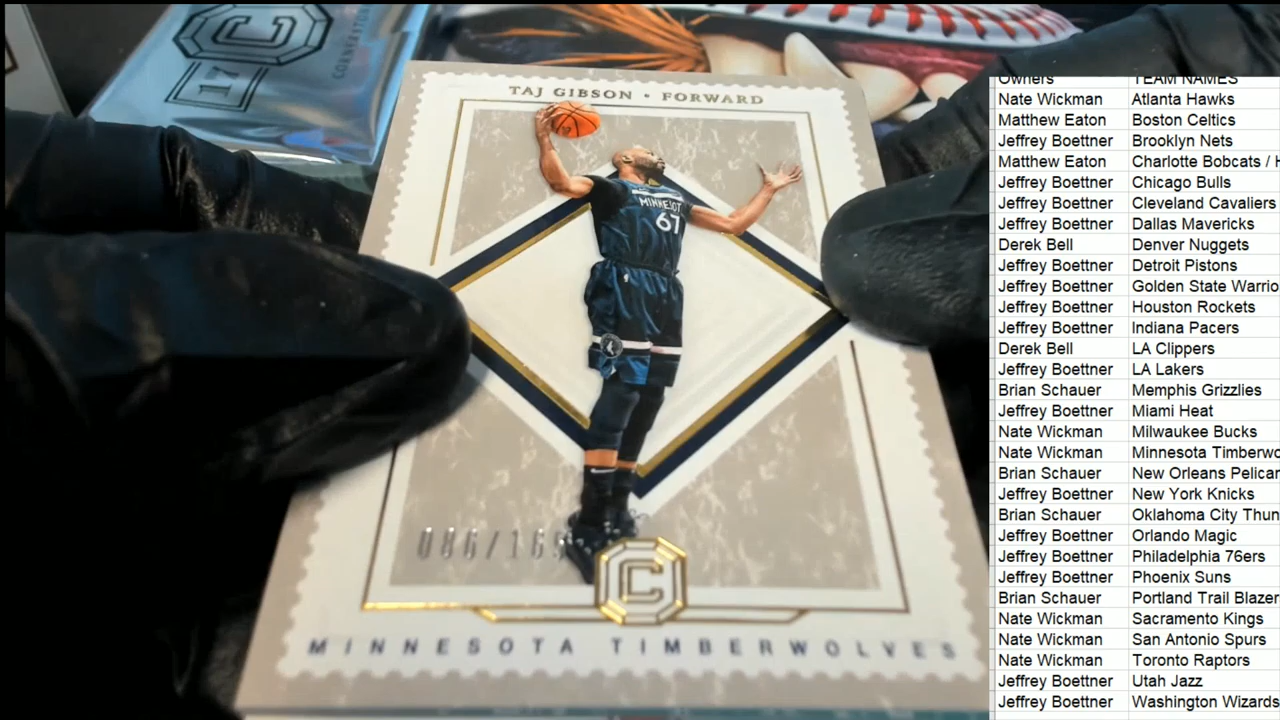 C
17
TAJ GIBSON • FORWARD
MINNESOT
67
086/16
C
MINNESOTA TIMBERWOLVES
Owners TEAM NAMES
Nate Wickman Atlanta Hawks
Matthew Eaton Boston Celtics
Jeffrey Boettner Brooklyn Nets
Matthew Eaton Charlotte Bobcats / H
Jeffrey Boettner Chicago Bulls
Jeffrey Boettner Cleveland Cavaliers
Jeffrey Boettner Dallas Mavericks
Derek Bell Denver Nuggets
Jeffrey Boettner Detroit Pistons
Jeffrey Boettner Golden State Warrio
Jeffrey Boettner Houston Rockets
Jeffrey Boettner Indiana Pacers
Derek Bell LA Clippers
Jeffrey Boettner LA Lakers
Brian Schauer Memphis Grizzlies
Jeffrey Boettner Miami Heat
Nate Wickman Milwaukee Bucks
Nate Wickman Minnesota Timberwo
Brian Schauer New Orleans Pelican
Jeffrey Boettner New York Knicks
Brian Schauer Oklahoma City Thun
Jeffrey Boettner Orlando Magic
Jeffrey Boettner Philadelphia 76ers
Jeffrey Boettner Phoenix Suns
Brian Schauer Portland Trail Blazer
Nate Wickman Sacramento Kings
Nate Wickman San Antonio Spurs
Nate Wickman Toronto Raptors
Jeffrey Boettner Utah Jazz
Jeffrey Boettner Washington Wizards